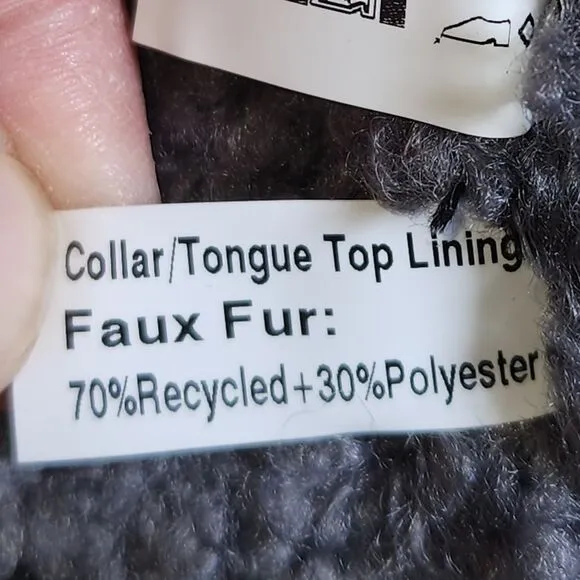 Collar/Tongue Top Lining
Faux Fur:
70%Recycled+30%Polyester